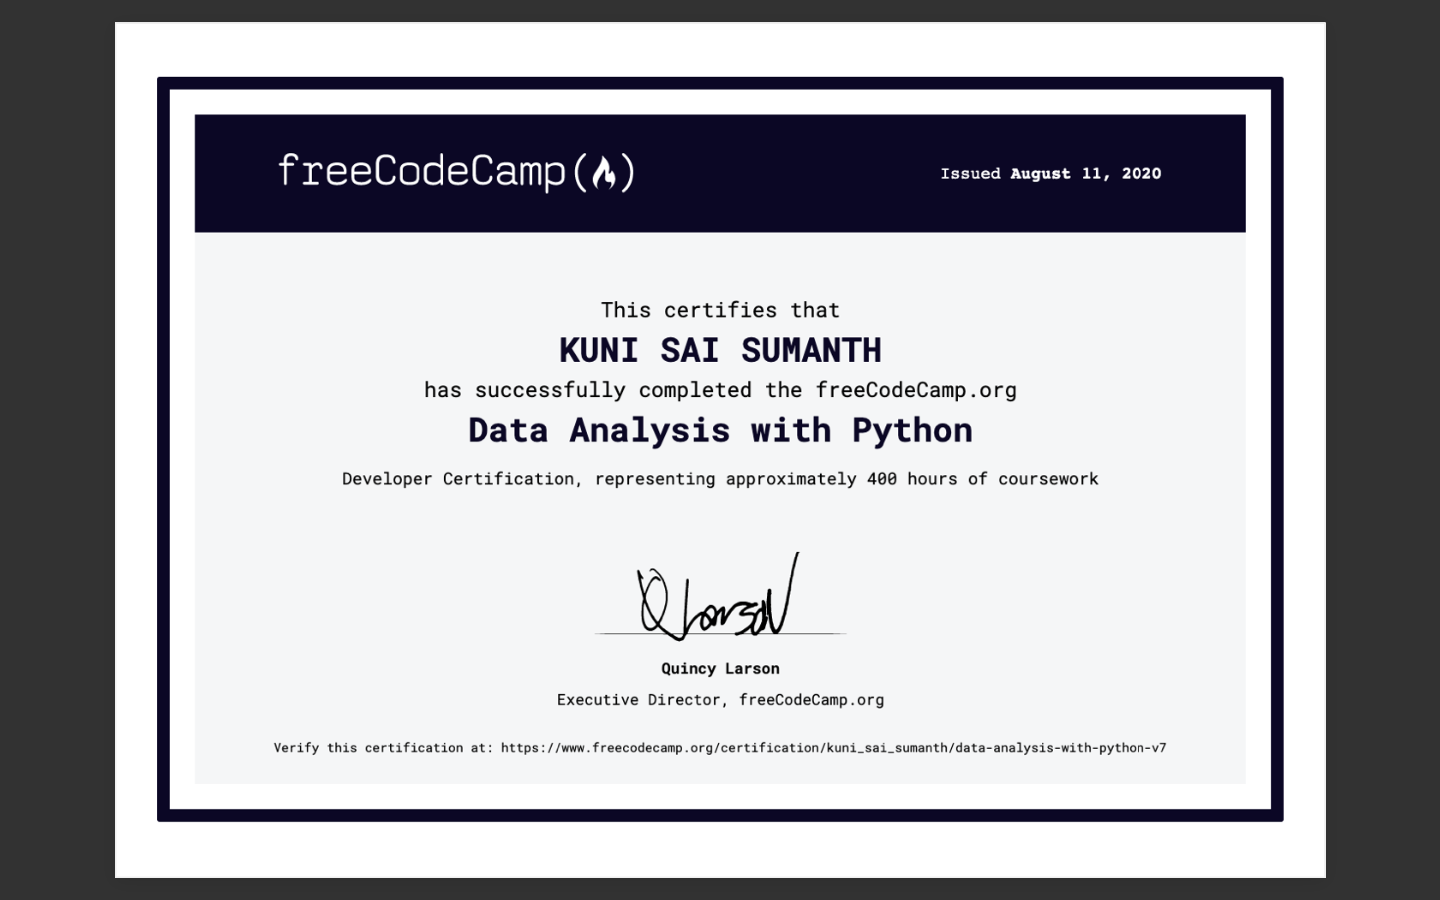 freeCodeCamp
Issued August 11, 2020
This certifies that
KUNI SAI SUMANTH
has successfully completed the freeCodeCamp.org
Data Analysis with Python
Developer Certification, representing approximately 400 hours of coursework
QLarson
Quincy Larson
Executive Director, freeCodeCamp.org
Verify this certification at: https://www.freecodecamp.org/certification/kuni_sai_sumanth/data-analysis-with-python-v7